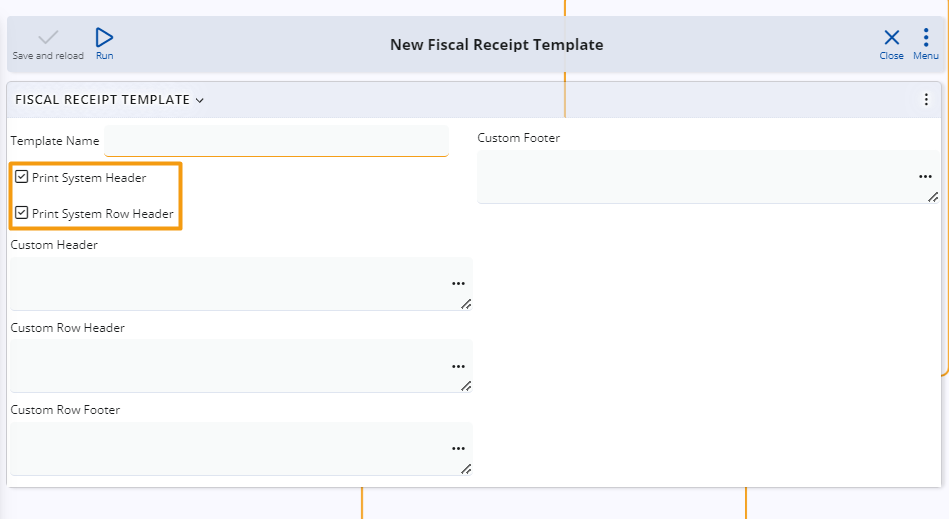 New Fiscal Receipt Template
Save and reload
Run
Close
Menu
FISCAL RECEIPT TEMPLATE
Template Name
Print System Header
Print System Row Header
Custom Header
Custom Row Header
Custom Row Footer
Custom Footer